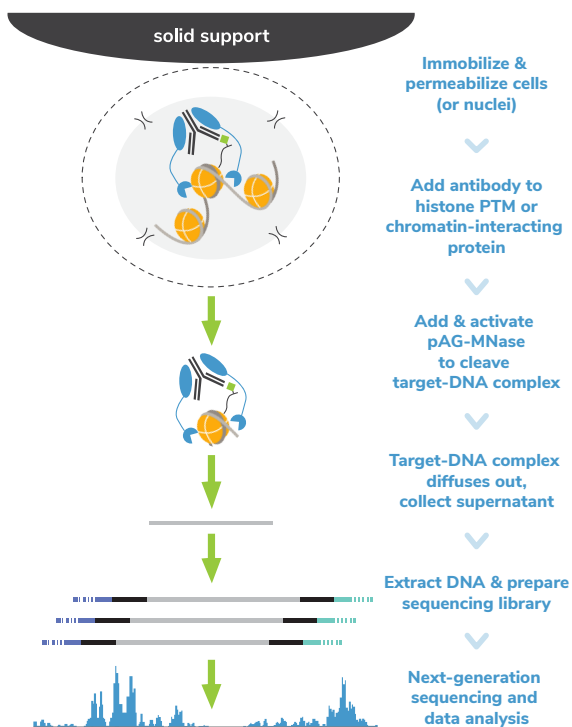 solid support
Immobilize &
permeabilize cells
(or nuclei)
Add antibody to
histone PTM or
chromatin-interacting
protein
Add & activate
pAG-MNase
to cleave
target-DNA complex
Target-DNA complex
diffuses out,
collect supernatant
Extract DNA & prepare
sequencing library
Next-generation
sequencing and
data analysis